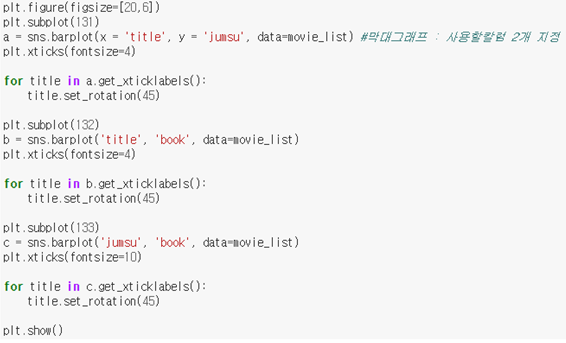 plt.figure(figsize=[20,6])
plt.subplot(131)
a = sns.barplot(x = 'title', y = 'jumsu', data=movie_list) #막대그래프 : 사용할칼럼 2개 지정
plt.xticks(fontsize=4)
for title in a.get_xticklabels():
    title.set_rotation(45)
plt.subplot(132)
b = sns.barplot('title', 'book', data=movie_list)
plt.xticks(fontsize=4)
for title in b.get_xticklabels():
    title.set_rotation(45)
plt.subplot(133)
c = sns.barplot('jumsu', 'book', data=movie_list)
plt.xticks(fontsize=10)
for title in c.get_xticklabels():
    title.set_rotation(45)
plt.show()